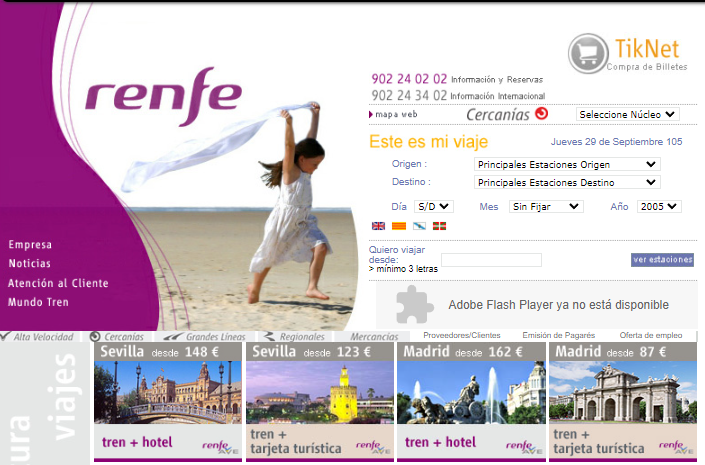 renfe
TikNet
Compra de Billetes
902 24 02 02 Información y Reservas
902 24 34 02 Información Internacional
mapa web
Cercanías
Seleccione Núcleo
Este es mi viaje
Jueves 29 de Septiembre 105
Origen :
Principales Estaciones Origen
Destino :
Principales Estaciones Destino
Día
S/D
Mes
Sin Fijar
Año
2005
Empresa
Noticias
Atención al Cliente
Mundo Tren
Quiero viajar
desde:
> mínimo 3 letras
ver estaciones
Adobe Flash Player ya no está disponible
Alta Velocidad
Cercanías
Grandes Líneas
Regionales
Mercancías
Proveedores/Clientes
Emisión de Pagarés
Oferta de empleo
viajes
Sevilla desde 148 €
tren + hotel
renfe
AVE
Sevilla desde 123 €
tren +
tarjeta turística
renfe
AVE
Madrid desde 162 €
tren + hotel
renfe
AVE
Madrid desde 87 €
tren +
tarjeta turística
renfe
AVE